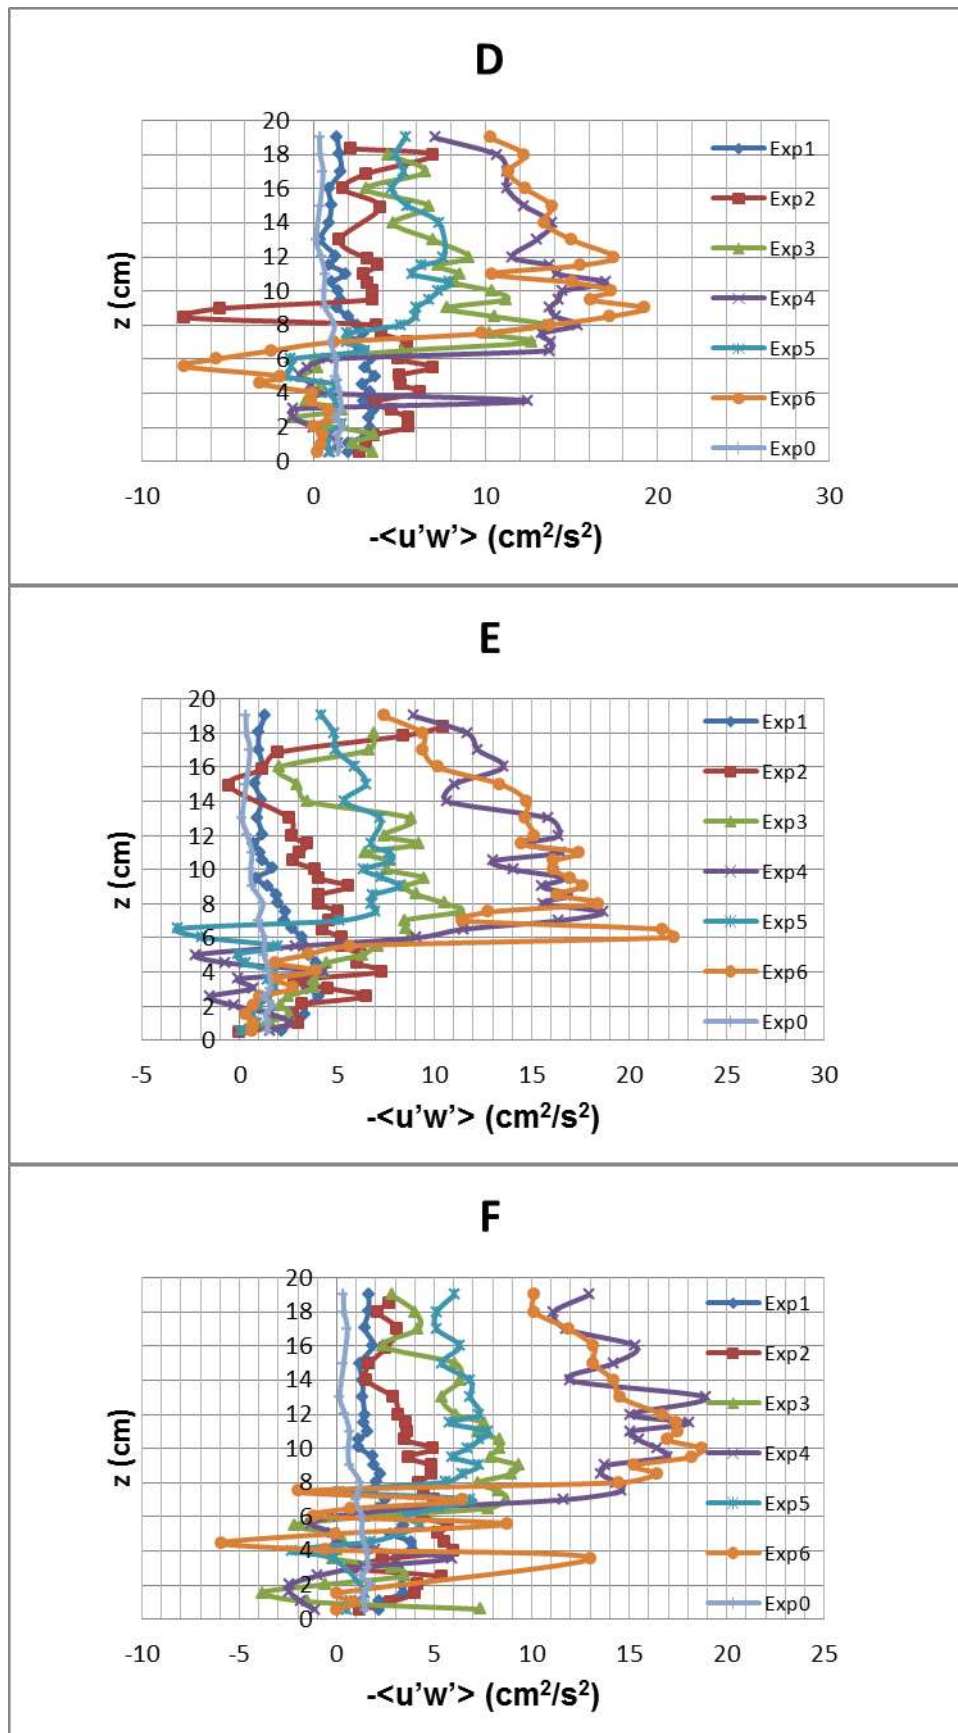 D
20
18
16
14
12
10
8
6
4
2
0
z (cm)
-10 0 10 20 30
-<u'w'> (cm²/s²)
Exp1
Exp2
Exp3
Exp4
Exp5
Exp6
Exp0
E
20
18
16
14
12
10
8
6
4
2
0
z (cm)
-5 0 5 10 15 20 25 30
-<u'w'> (cm²/s²)
Exp1
Exp2
Exp3
Exp4
Exp5
Exp6
Exp0
F
20
18
16
14
12
10
8
6
4
2
0
z (cm)
-10 -5 0 5 10 15 20 25
-<u'w'> (cm²/s²)
Exp1
Exp2
Exp3
Exp4
Exp5
Exp6
Exp0